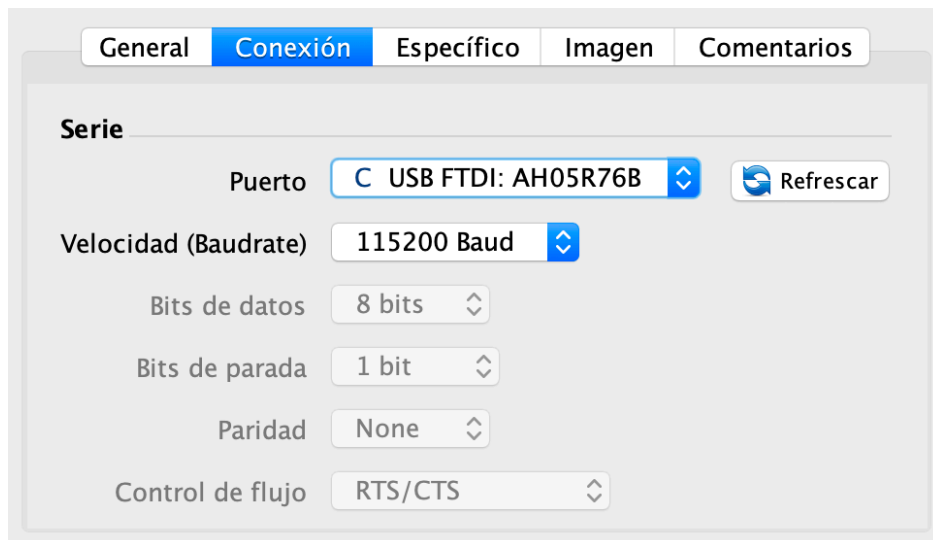 General Conexión Específico Imagen Comentarios
Serie
Puerto C USB FTDI: AH05R76B Refrescar
Velocidad (Baudrate) 115200 Baud
Bits de datos 8 bits
Bits de parada 1 bit
Paridad None
Control de flujo RTS/CTS